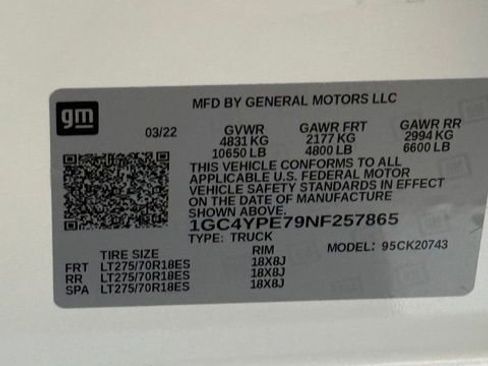 gm
MFD BY GENERAL MOTORS LLC
03/22 GVWR GAWR FRT GAWR RR
4831 KG 2177 KG 2994 KG
10650 LB 4800 LB 6600 LB
THIS VEHICLE CONFORMS TO ALL
APPLICABLE U.S. FEDERAL MOTOR
VEHICLE SAFETY STANDARDS IN EFFECT
ON THE DATE OF MANUFACTURE
SHOWN ABOVE.
1GC4YPE79NF257865
TYPE: TRUCK MODEL: 95CK20743
TIRE SIZE RIM
FRT LT275/70R18ES 18X8J
RR LT275/70R18ES 18X8J
SPA LT275/70R18ES 18X8J